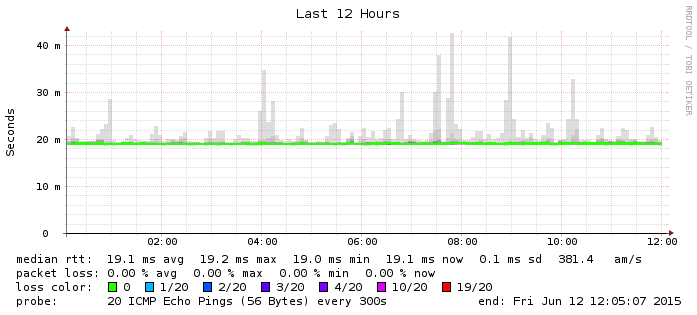 Last 12 Hours
RRDTOOL / TOBI OETIKER
Seconds
40 m
30 m
20 m
10 m
0
02:00 04:00 06:00 08:00 10:00 12:00
median rtt: 19.1 ms avg 19.2 ms max 19.0 ms min 19.1 ms now 0.1 ms sd 381.4 am/s
packet loss: 0.00 % avg 0.00 % max 0.00 % min 0.00 % now
loss color: 0 1/20 2/20 3/20 4/20 10/20 19/20
probe: 20 ICMP Echo Pings (56 Bytes) every 300s end: Fri Jun 12 12:05:07 2015